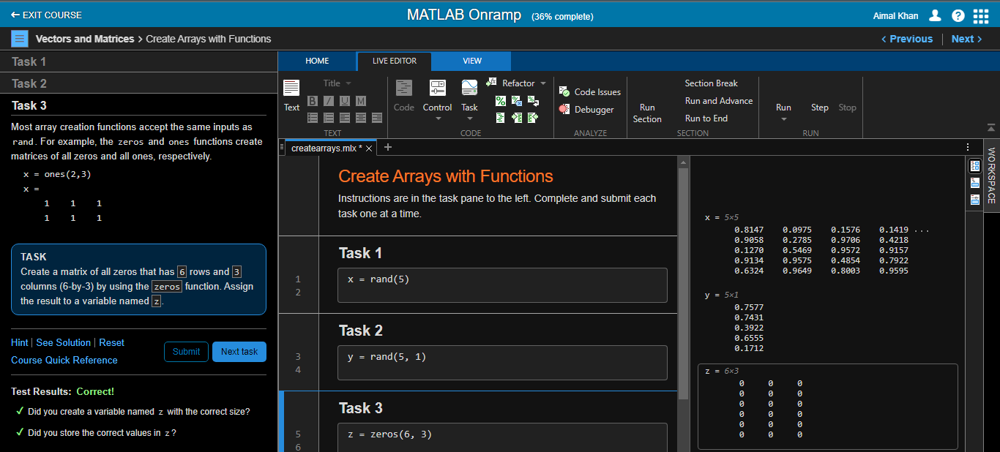 ← EXIT COURSE
MATLAB Onramp (36% complete)
Aimal Khan
Vectors and Matrices > Create Arrays with Functions
< Previous | Next >
Task 1
Task 2
Task 3
Most array creation functions accept the same inputs as
rand. For example, the zeros and ones functions create
matrices of all zeros and all ones, respectively.
x = ones(2,3)
x =
1 1 1
1 1 1
TASK
Create a matrix of all zeros that has 6 rows and 3
columns (6-by-3) by using the zeros function. Assign
the result to a variable named z.
Hint | See Solution | Reset
Course Quick Reference
Submit
Next task
Test Results: Correct!
✓ Did you create a variable named z with the correct size?
✓ Did you store the correct values in z?
HOME
LIVE EDITOR
VIEW
Text
Title
B I U M
TEXT
Code
Control
Task
Refactor
CODE
Code Issues
Debugger
ANALYZE
Run
Section
Section Break
Run and Advance
Run to End
SECTION
Run
Step
Stop
RUN
createarrays.mlx * × +
WORKSPACE
Create Arrays with Functions
Instructions are in the task pane to the left. Complete and submit each
task one at a time.
Task 1
1 x = rand(5)
2
Task 2
3 y = rand(5, 1)
4
Task 3
5 z = zeros(6, 3)
6
x = 5×5
0.8147 0.0975 0.1576 0.1419 ...
0.9058 0.2785 0.9706 0.4218
0.1270 0.5469 0.9572 0.9157
0.9134 0.9575 0.4854 0.7922
0.6324 0.9649 0.8003 0.9595
y = 5×1
0.7577
0.7431
0.3922
0.6555
0.1712
z = 6×3
0 0 0
0 0 0
0 0 0
0 0 0
0 0 0
0 0 0